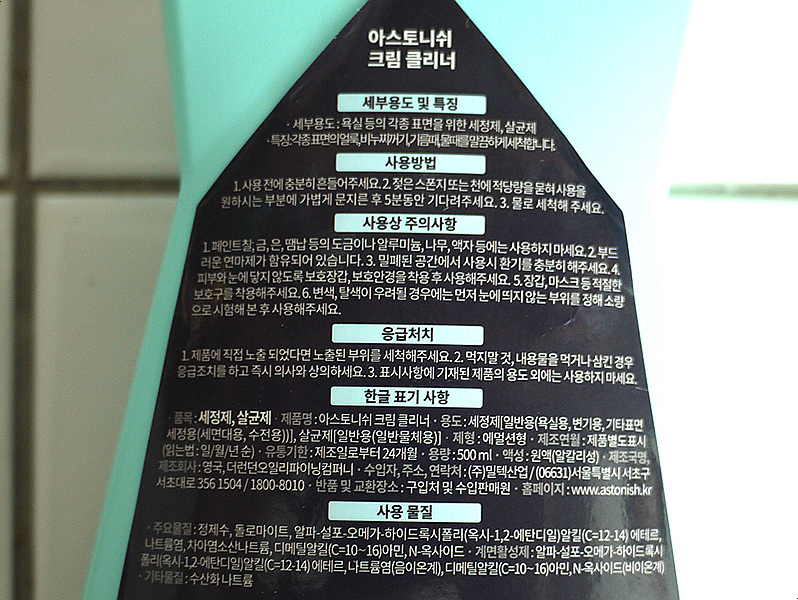 아스토니쉬
크림 클리너
세부용도 및 특징
· 세부용도 : 욕실 등의 각종 표면을 위한 세정제, 살균제
· 특징: 각종 표면의 얼룩, 비누찌꺼기, 기름때, 물때를 말끔하게 세척합니다.
사용방법
1. 사용 전에 충분히 흔들어주세요. 2. 젖은 스폰지 또는 천에 적당량을 묻혀 사용을
원하시는 부분에 가볍게 문지른 후 5분동안 기다려주세요. 3. 물로 세척해 주세요.
사용상 주의사항
1. 페인트칠, 금, 은, 땜납 등의 도금이나 알루미늄, 나무, 액자 등에는 사용하지 마세요. 2. 부드
러운 연마제가 함유되어 있습니다. 3. 밀폐된 공간에서 사용시 환기를 충분히 해주세요. 4.
피부와 눈에 닿지 않도록 보호장갑, 보호안경을 착용 후 사용해주세요. 5. 장갑, 마스크 등 적절한
보호구를 착용해주세요. 6. 변색, 탈색이 우려될 경우에는 먼저 눈에 띄지 않는 부위를 정해 소량
으로 시험해 본 후 사용해주세요.
응급처치
1. 제품에 직접 노출 되었다면 노출된 부위를 세척해주세요. 2. 먹지말 것, 내용물을 먹거나 삼킨 경우
응급조치를 하고 즉시 의사와 상의하세요. 3. 표시사항에 기재된 제품의 용도 외에는 사용하지 마세요.
한글 표기 사항
· 품목 : 세정제, 살균제 · 제품명 : 아스토니쉬 크림 클리너 · 용도 : 세정제[일반용(욕실용, 변기용, 기타표면
세정용(세면대용, 수전용))], 살균제[일반용(일반물체용)] · 제형 : 에멀션형 · 제조연월 : 제품별도표시
(읽는법 : 일/월/년 순) · 유통기한 : 제조일로부터 24개월 · 용량 : 500 ml · 액성 : 원액(알칼리성) · 제조국명,
제조회사 : 영국, 더런던오일리파이닝컴퍼니 · 수입자, 주소, 연락처 : (주)밀텍산업 / (06631)서울특별시 서초구
서초대로 356 1504 / 1800-8010 · 반품 및 교환장소 : 구입처 및 수입판매원 · 홈페이지 : www.astonish.kr
사용 물질
· 주요물질 : 정제수, 돌로마이트, 알파-설포-오메가-하이드록시폴리(옥시-1,2-에탄디일)알킬(C=12-14) 에테르,
나트륨염, 차아염소산나트륨, 디메틸알킬(C=10~16)아민, N-옥사이드 · 계면활성제 : 알파-설포-오메가-하이드록시
폴리(옥시-1,2-에탄디일)알킬(C=12-14) 에테르, 나트륨염(음이온계), 디메틸알킬(C=10~16)아민, N-옥사이드(비이온계)
· 기타물질 : 수산화 나트륨